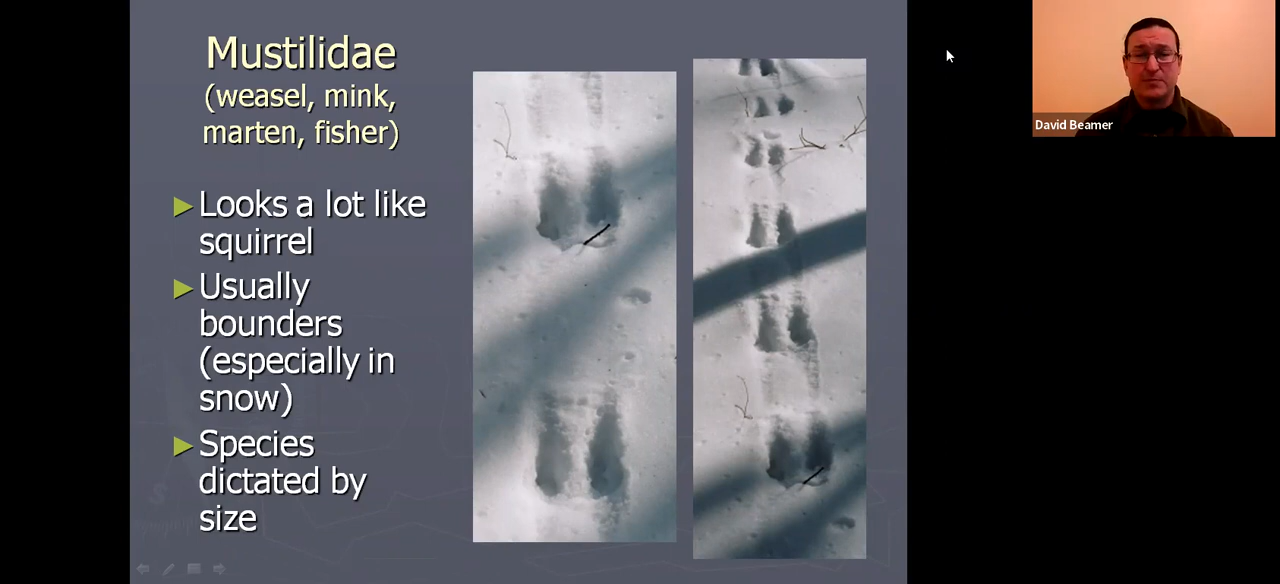 Mustilidae
(weasel, mink,
marten, fisher)
Looks a lot like
squirrel
Usually
bounders
(especially in
snow)
Species
dictated by
size
David Beamer